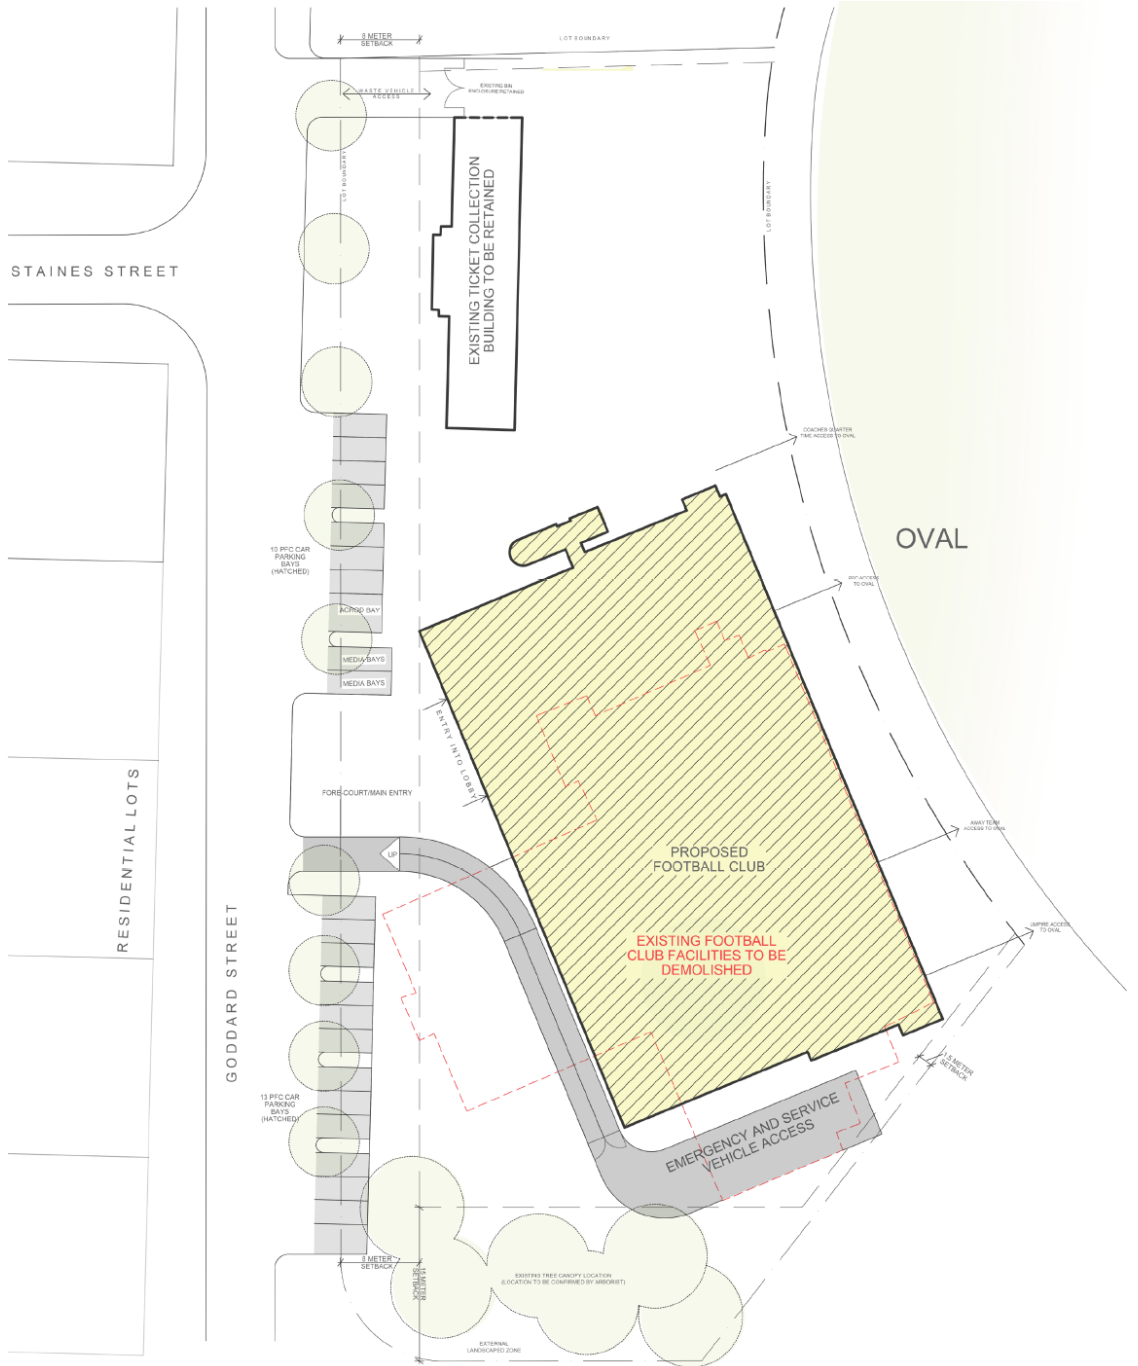 8 METER
SETBACK
LOT BOUNDARY
WASTE VEHICLE
ACCESS
EXISTING BIN
ENCLOSURE RETAINED
LOT BOUNDARY
EXISTING TICKET COLLECTION
BUILDING TO BE RETAINED
LOT BOUNDARY
STAINES STREET
COACHES QUARTER
TIME ACCESS TO OVAL
OVAL
10 PFC CAR
PARKING
BAYS
(HATCHED)
ACROD BAY
ACCESS
TO OVAL
MEDIA BAYS
MEDIA BAYS
ENTRY INTO LOBBY
FORE-COURT/MAIN ENTRY
RESIDENTIAL LOTS
UP
PROPOSED
FOOTBALL CLUB
AWAY TEAM
ACCESS TO OVAL
EXISTING FOOTBALL
CLUB FACILITIES TO BE
DEMOLISHED
UMPIRE ACCESS
TO OVAL
GODDARD STREET
1.5 METER
SETBACK
13 PFC CAR
PARKING
BAYS
(HATCHED)
EMERGENCY AND SERVICE
VEHICLE ACCESS
8 METER
SETBACK
15 METER
SETBACK
EXISTING TREE CANOPY LOCATION
(LOCATION TO BE CONFIRMED BY ARBORIST)
EXTERNAL
LANDSCAPED ZONE